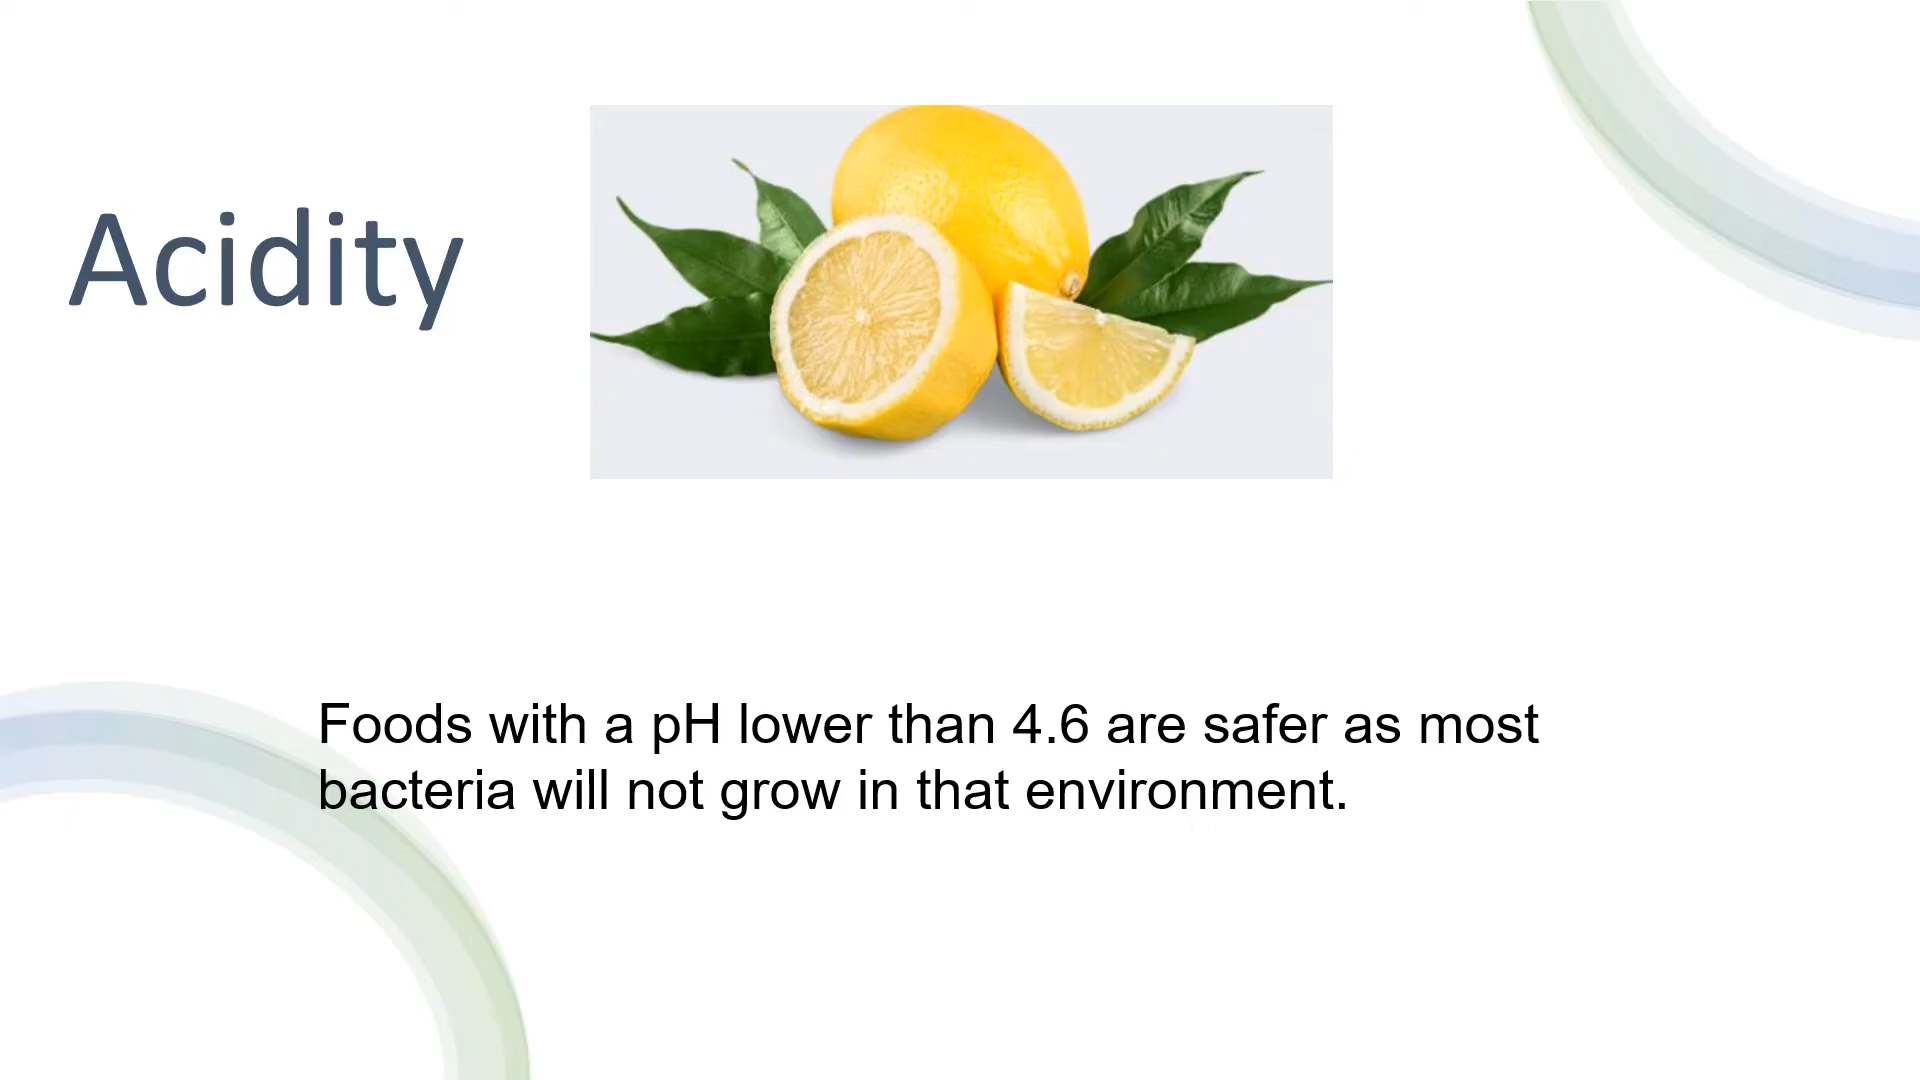 Acidity
Foods with a pH lower than 4.6 are safer as most
bacteria will not grow in that environment.